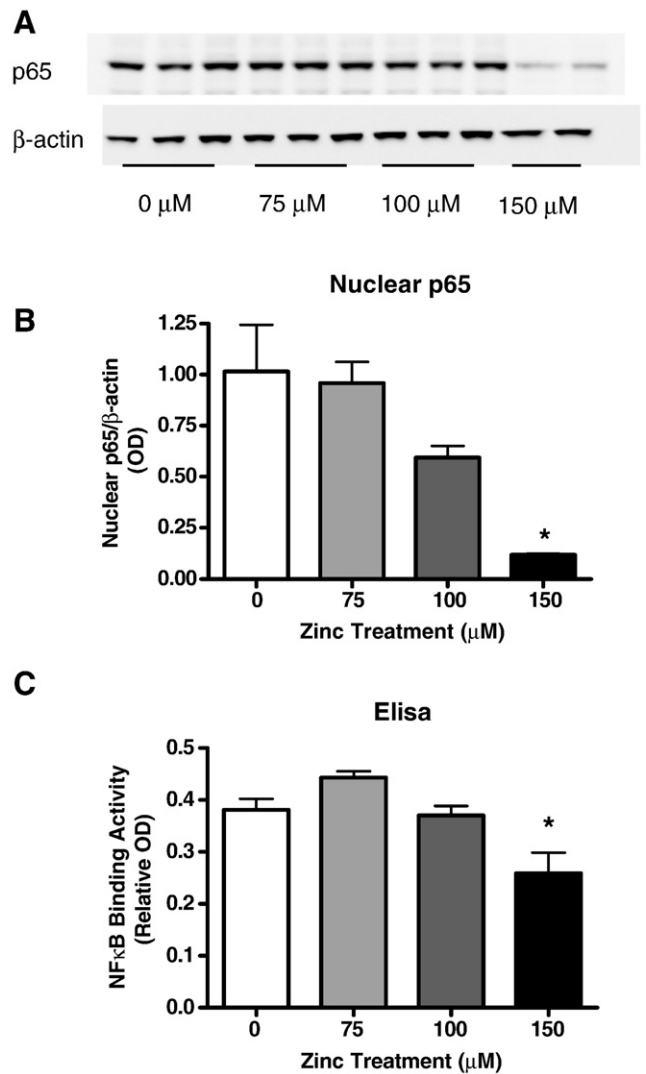 A
p65
β-actin
0 μM 75 μM 100 μM 150 μM
Nuclear p65
B
Nuclear p65/β-actin
(OD)
1.25
1.00
0.75
0.50
0.25
0.00
*
0 75 100 150
Zinc Treatment (μM)
C
Elisa
NFκB Binding Activity
(Relative OD)
0.5
0.4
0.3
0.2
0.1
0.0
*
0 75 100 150
Zinc Treatment (μM)